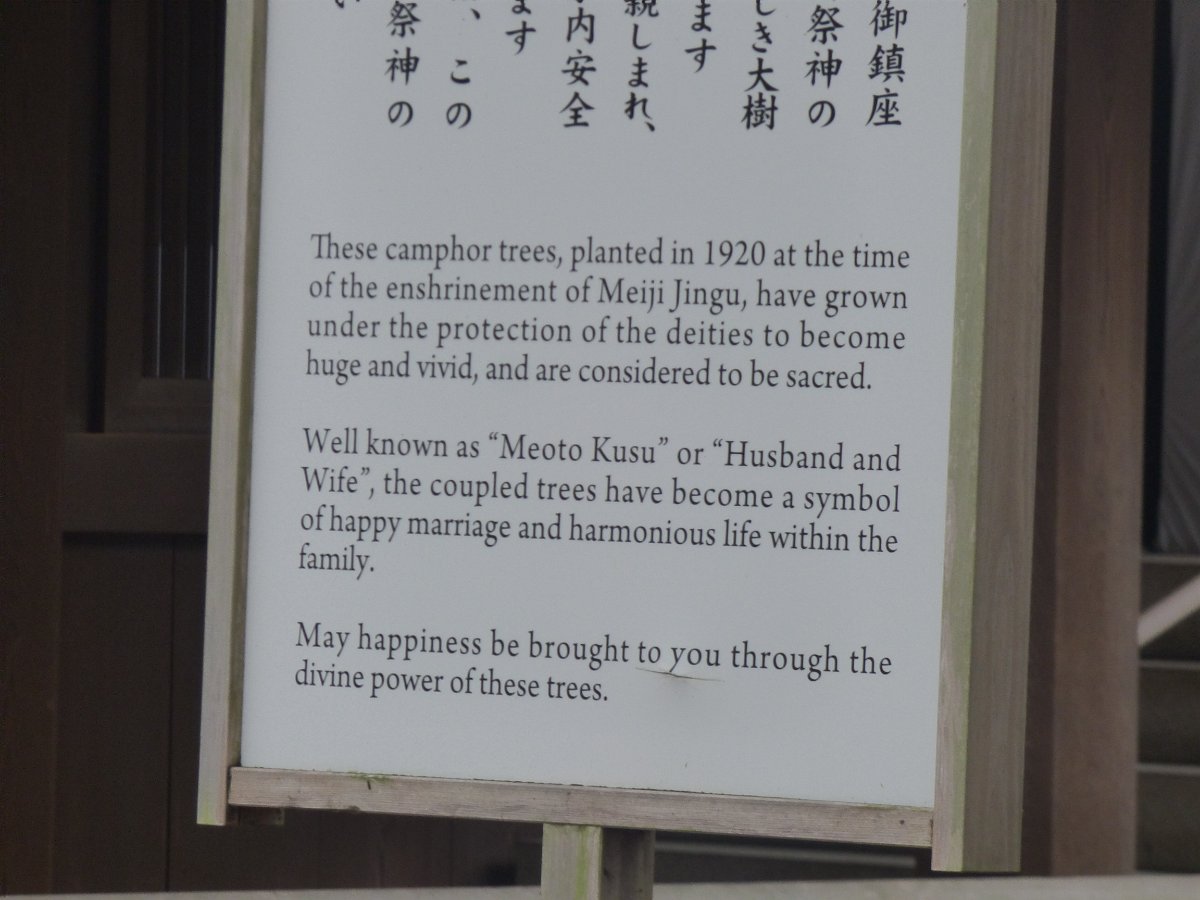 御鎮座
祭神の
しき大樹
ます
親しまれ、
内安全
ます
、この
祭神の
い
These camphor trees, planted in 1920 at the time
of the enshrinement of Meiji Jingu, have grown
under the protection of the deities to become
huge and vivid, and are considered to be sacred.
Well known as “Meoto Kusu” or “Husband and
Wife”, the coupled trees have become a symbol
of happy marriage and harmonious life within the
family.
May happiness be brought to you through the
divine power of these trees.